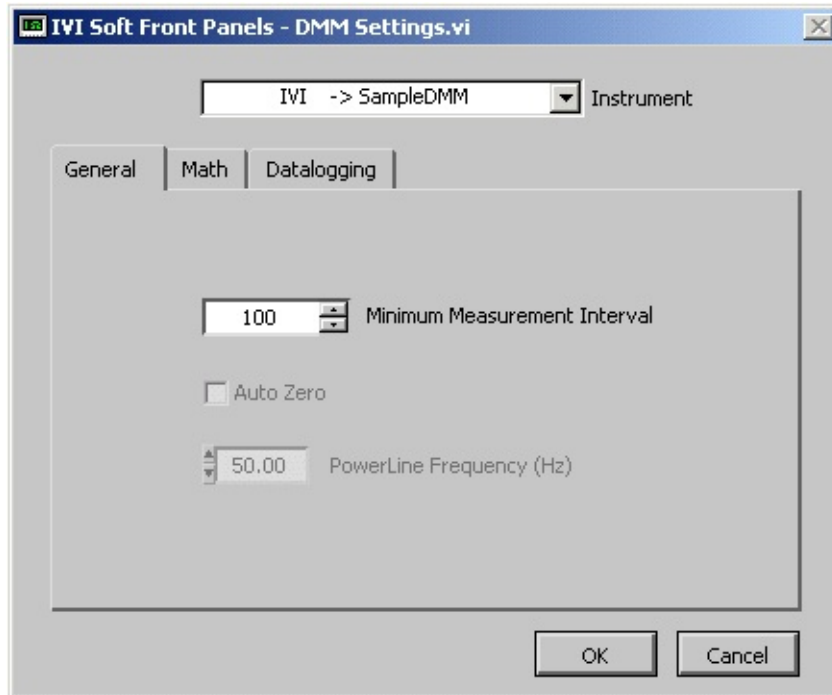 IVI Soft Front Panels - DMM Settings.vi
IVI -> SampleDMM Instrument
General Math Datalogging
100 Minimum Measurement Interval
Auto Zero
50.00 PowerLine Frequency (Hz)
OK Cancel